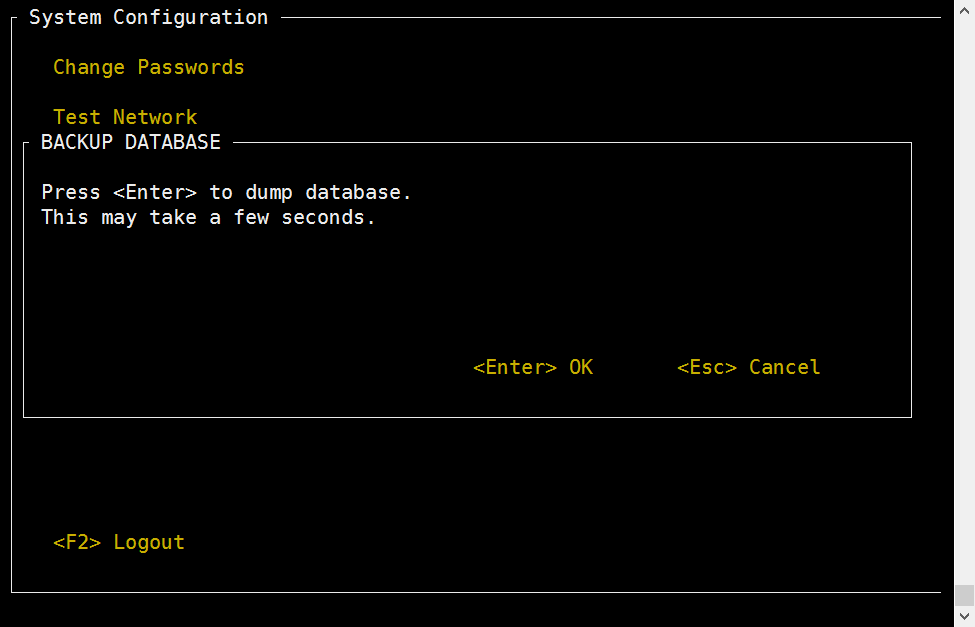 System Configuration
Change Passwords
Test Network
BACKUP DATABASE
Press <Enter> to dump database.
This may take a few seconds.
<Enter> OK <Esc> Cancel
<F2> Logout